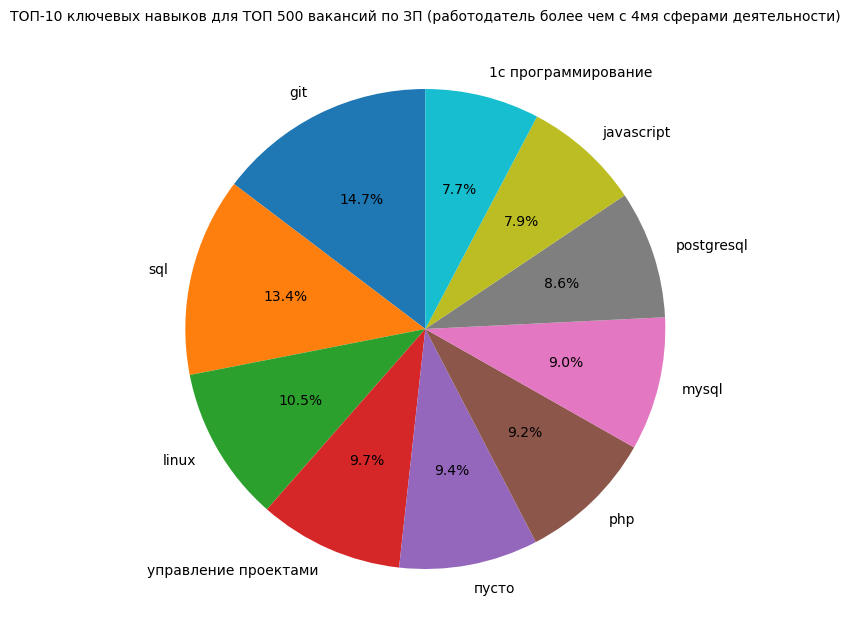 ТОП-10 ключевых навыков для ТОП 500 вакансий по ЗП (работодатель более чем с 4мя сферами деятельности)
1с программирование
git
javascript
7.7%
14.7%
7.9%
postgresql
sql
13.4%
8.6%
9.0%
mysql
10.5%
9.2%
linux
9.7%
9.4%
php
управление проектами
пусто